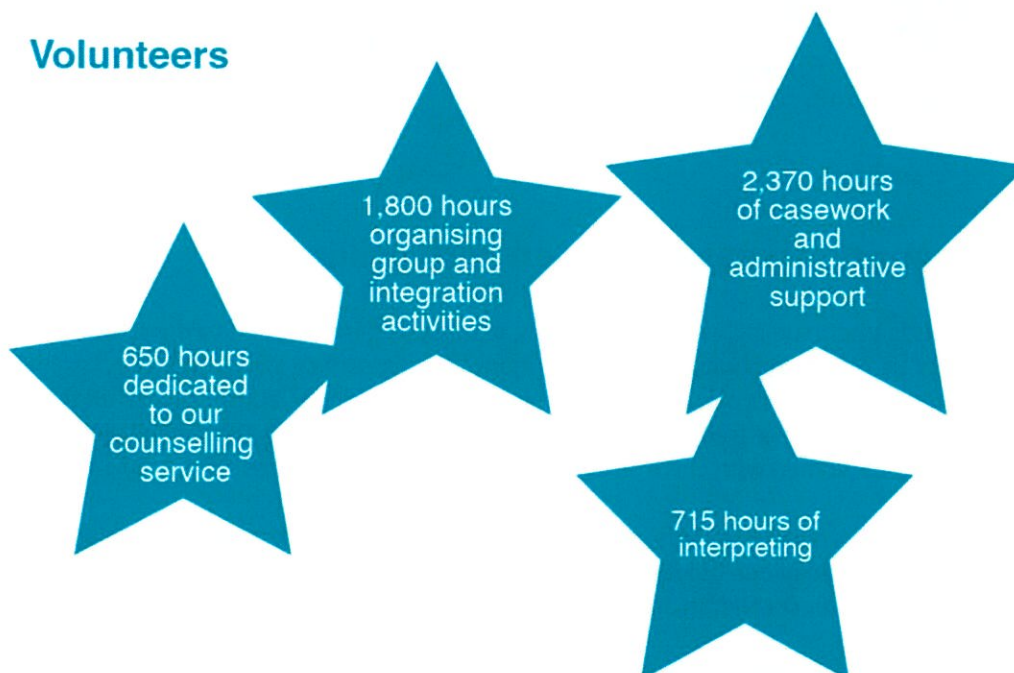 Volunteers
1,800 hours
organising
group and
integration
activities
2,370 hours
of casework
and
administrative
support
650 hours
dedicated
to our
counselling
service
715 hours of
interpreting